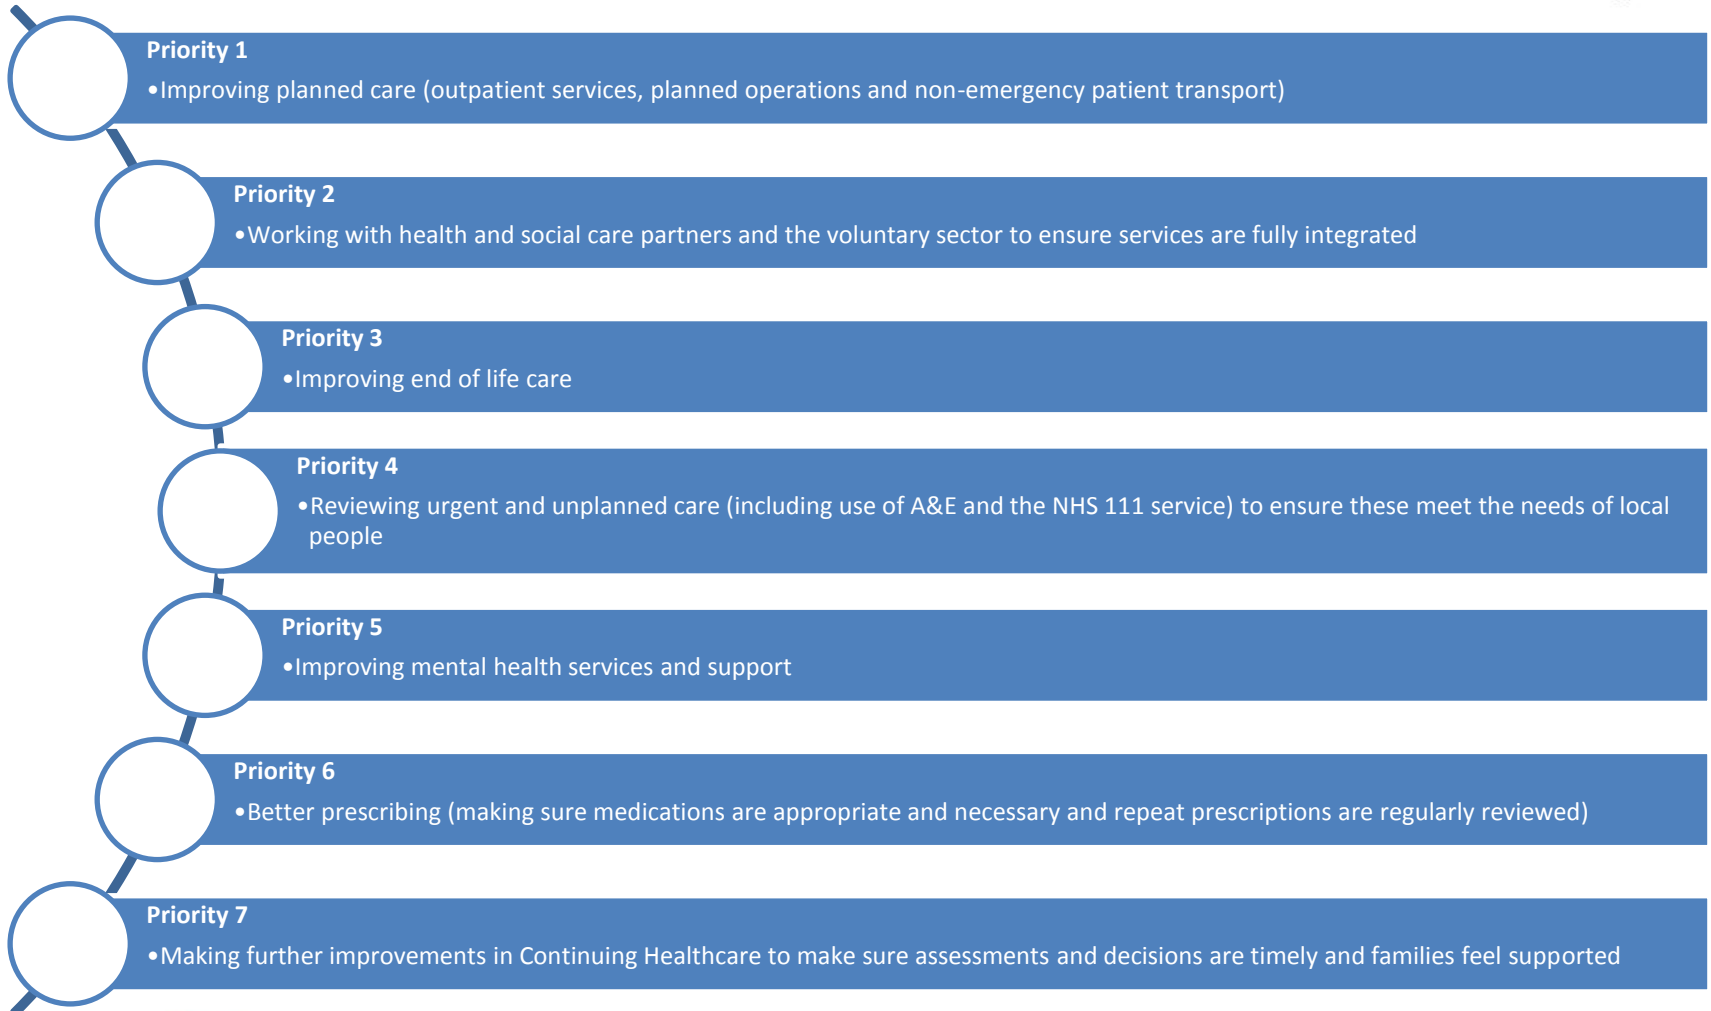 Priority 1
•Improving planned care (outpatient services, planned operations and non-emergency patient transport)
Priority 2
•Working with health and social care partners and the voluntary sector to ensure services are fully integrated
Priority 3
•Improving end of life care
Priority 4
•Reviewing urgent and unplanned care (including use of A&E and the NHS 111 service) to ensure these meet the needs of local
people
Priority 5
•Improving mental health services and support
Priority 6
•Better prescribing (making sure medications are appropriate and necessary and repeat prescriptions are regularly reviewed)
Priority 7
•Making further improvements in Continuing Healthcare to make sure assessments and decisions are timely and families feel supported